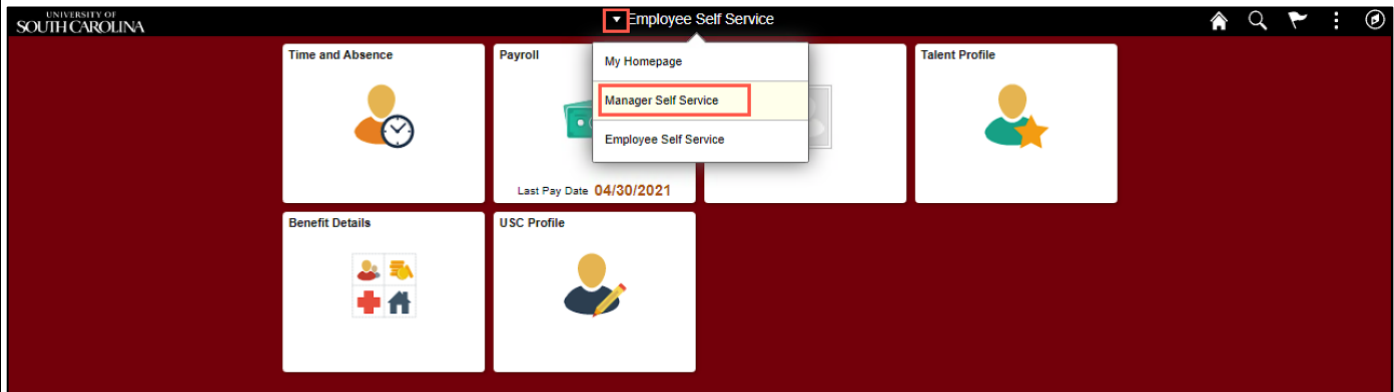 UNIVERSITY OF
SOUTH CAROLINA
Employee Self Service
My Homepage
Manager Self Service
Employee Self Service
Time and Absence
Payroll
Talent Profile
Last Pay Date 04/30/2021
Benefit Details
USC Profile